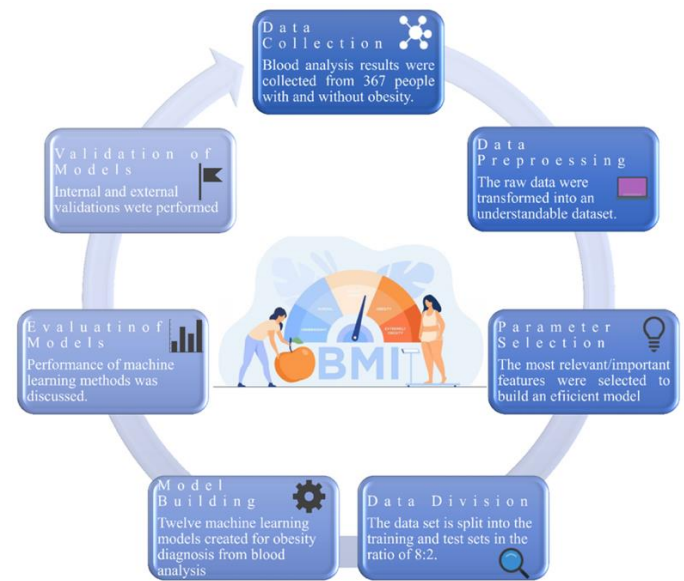 Data
Collection
Blood analysis results were
collected from 367 people
with and without obesity.
Data
Preproessing
The raw data were
transformed into an
understandable dataset.
Parameter
Selection
The most relevant/important
features were selected to
build an efiicient model
Data Division
The data set is split into the
training and test sets in the
ratio of 8:2.
Model
Building
Twelve machine learning
models created for obesity
diagnosis from blood
analysis
Evaluatinof
Models
Performance of machine
learning methods was
discussed.
Validation of
Models
Internal and external
validations wete performed
BMI